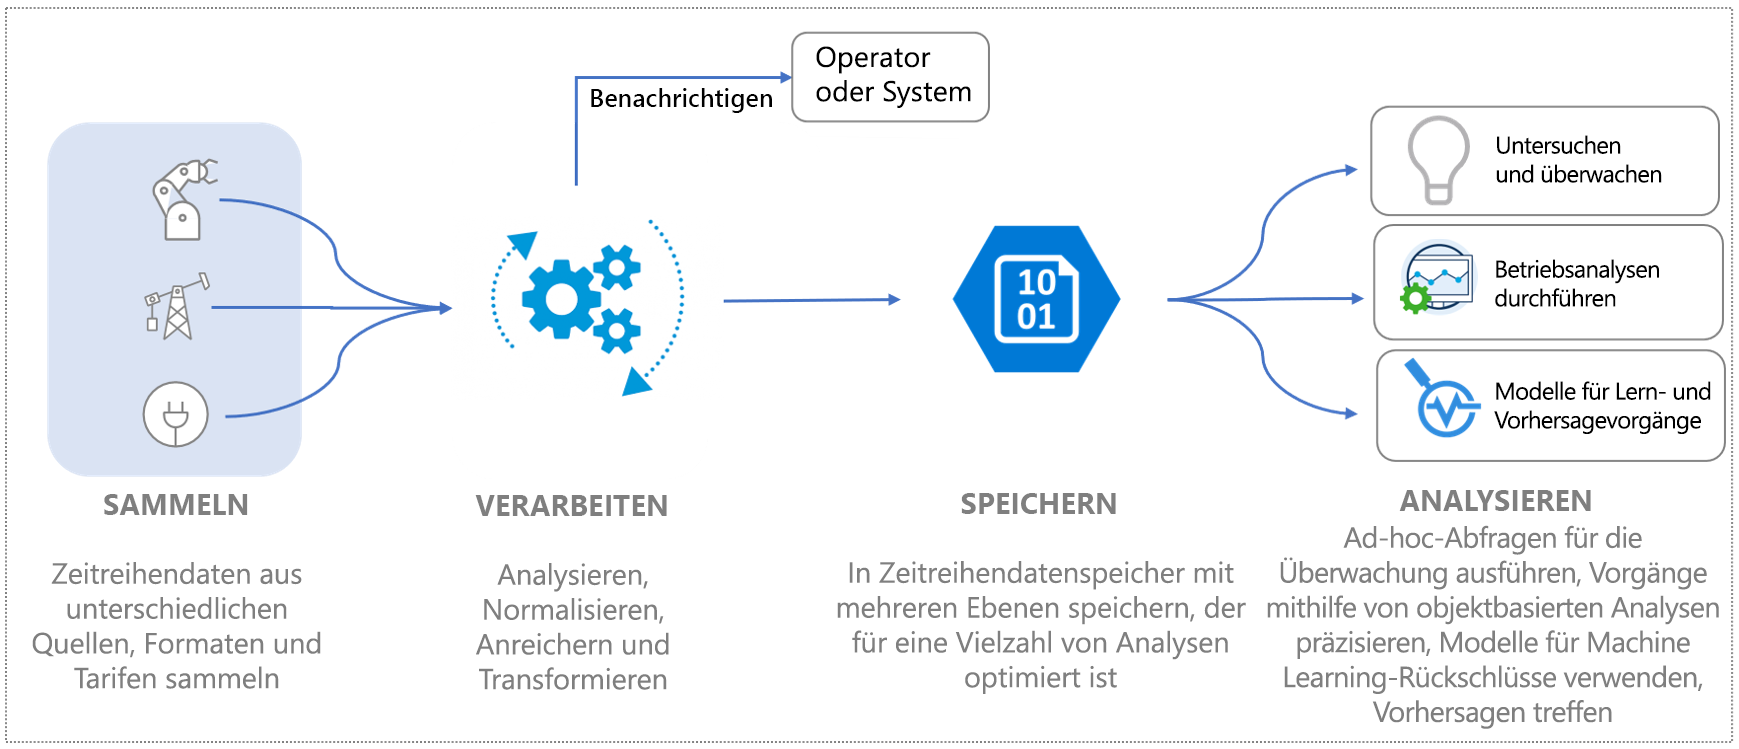 Operator
oder System
Benachrichtigen
Untersuchen
und überwachen
10
01
Betriebsanalysen
durchführen
Modelle für Lern- und
Vorhersagevorgänge
SAMMELN
Zeitreihendaten aus
unterschiedlichen
Quellen, Formaten und
Tarifen sammeln
VERARBEITEN
Analysieren,
Normalisieren,
Anreichern und
Transformieren
SPEICHERN
In Zeitreihendatenspeicher mit
mehreren Ebenen speichern, der
für eine Vielzahl von Analysen
optimiert ist
ANALYSIEREN
Ad-hoc-Abfragen für die
Überwachung ausführen, Vorgänge
mithilfe von objektbasierten Analysen
präzisieren, Modelle für Machine
Learning-Rückschlüsse verwenden,
Vorhersagen treffen